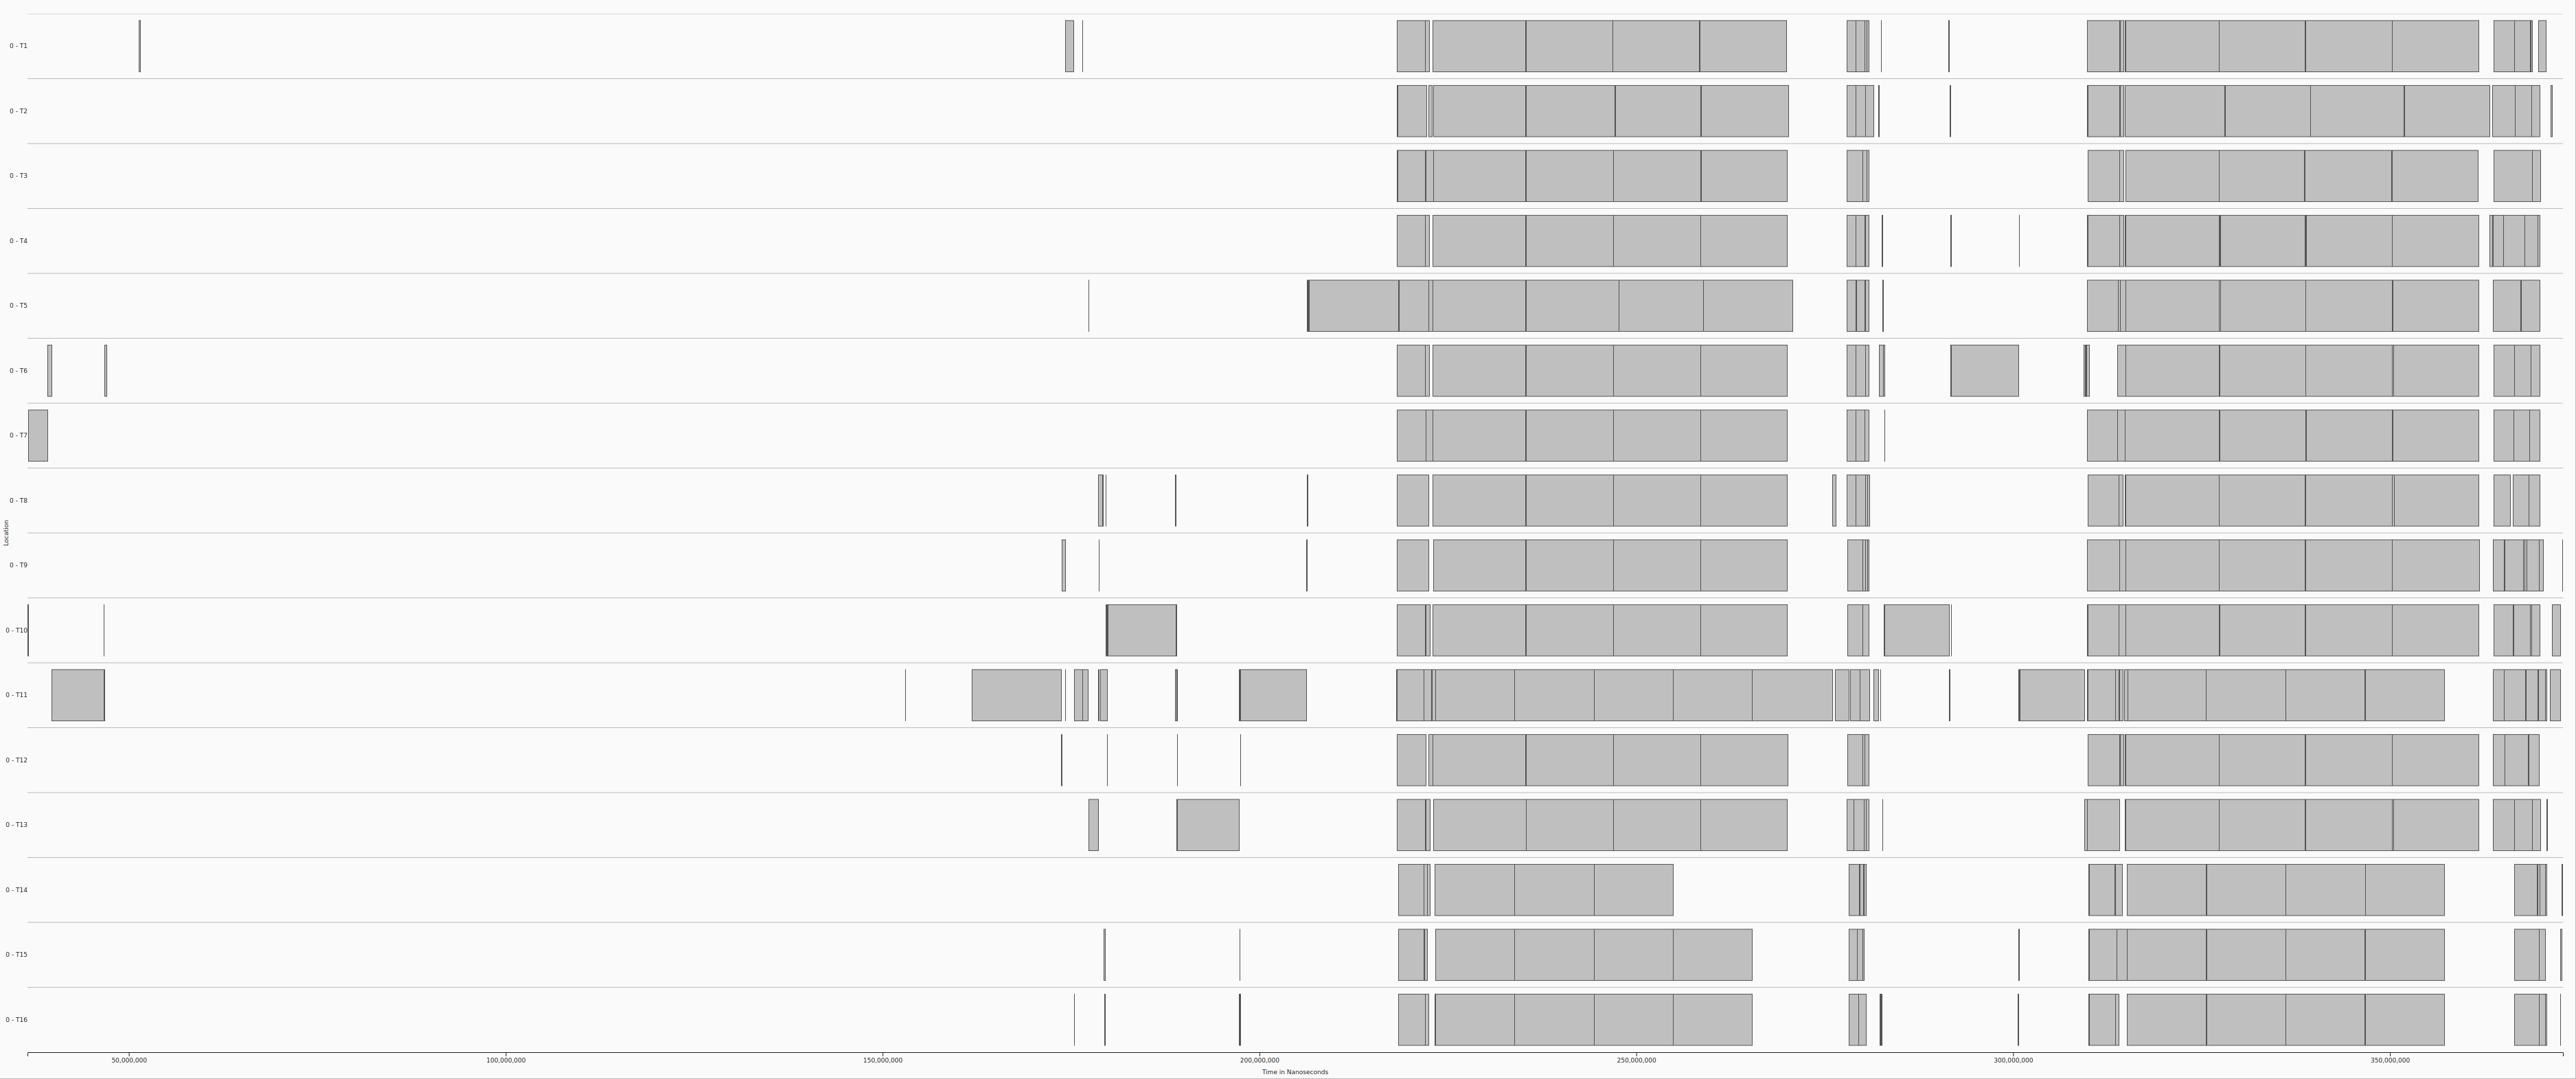 0 - T1
0 - T2
0 - T3
0 - T4
0 - T5
0 - T6
0 - T7
0 - T8
Location
0 - T9
0 - T10
0 - T11
0 - T12
0 - T13
0 - T14
0 - T15
0 - T16
50,000,000 100,000,000 150,000,000 200,000,000 250,000,000 300,000,000 350,000,000
Time in Nanoseconds